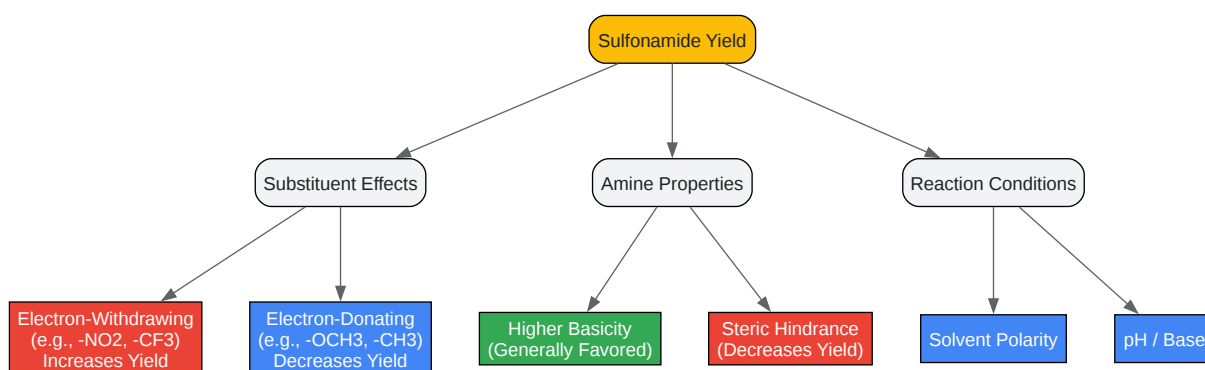 Sulfonamide Yield
Substituent Effects
Amine Properties
Reaction Conditions
Electron-Withdrawing
(e.g., -NO2, -CF3)
Increases Yield
Electron-Donating
(e.g., -OCH3, -CH3)
Decreases Yield
Higher Basicity
(Generally Favored)
Steric Hindrance
(Decreases Yield)
Solvent Polarity
pH / Base